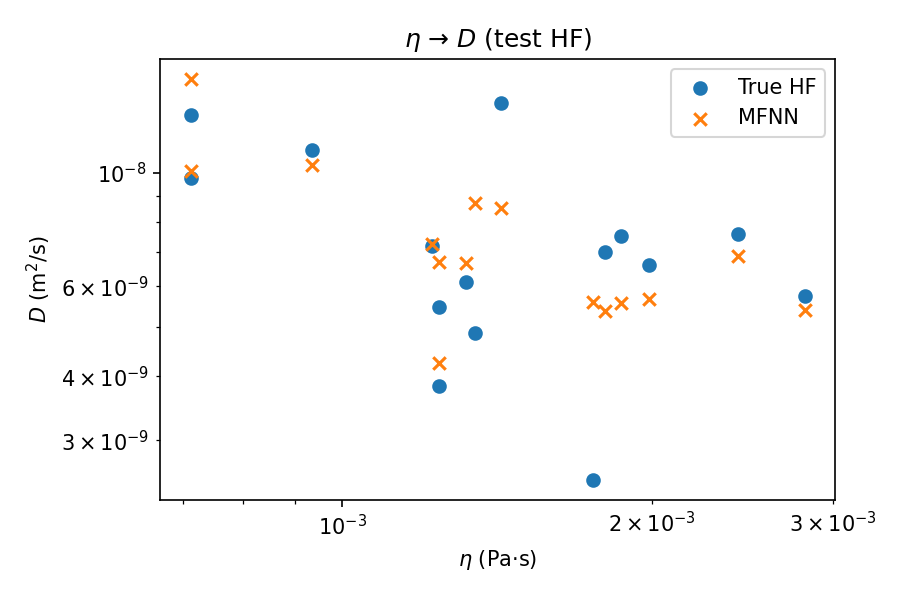 η → D (test HF)
True HF
MFNN
10⁻⁸
6 × 10⁻⁹
4 × 10⁻⁹
3 × 10⁻⁹
D (m²/s)
10⁻³
2 × 10⁻³
3 × 10⁻³
η (Pa·s)